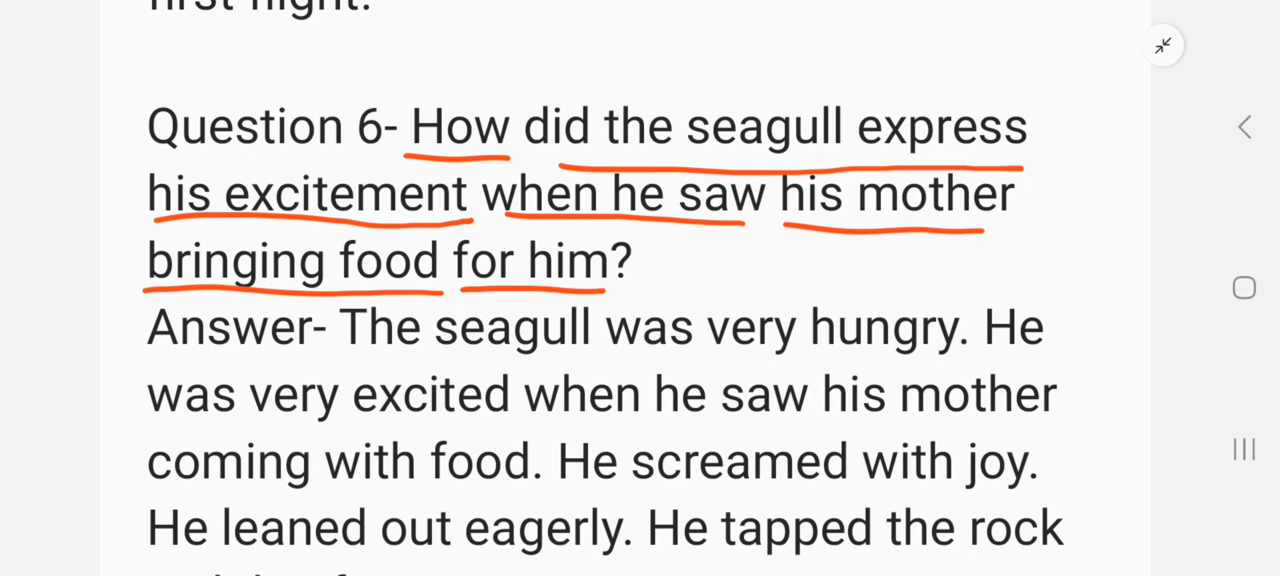 first night.
Question 6- How did the seagull express
his excitement when he saw his mother
bringing food for him?
Answer- The seagull was very hungry. He
was very excited when he saw his mother
coming with food. He screamed with joy.
He leaned out eagerly. He tapped the rock